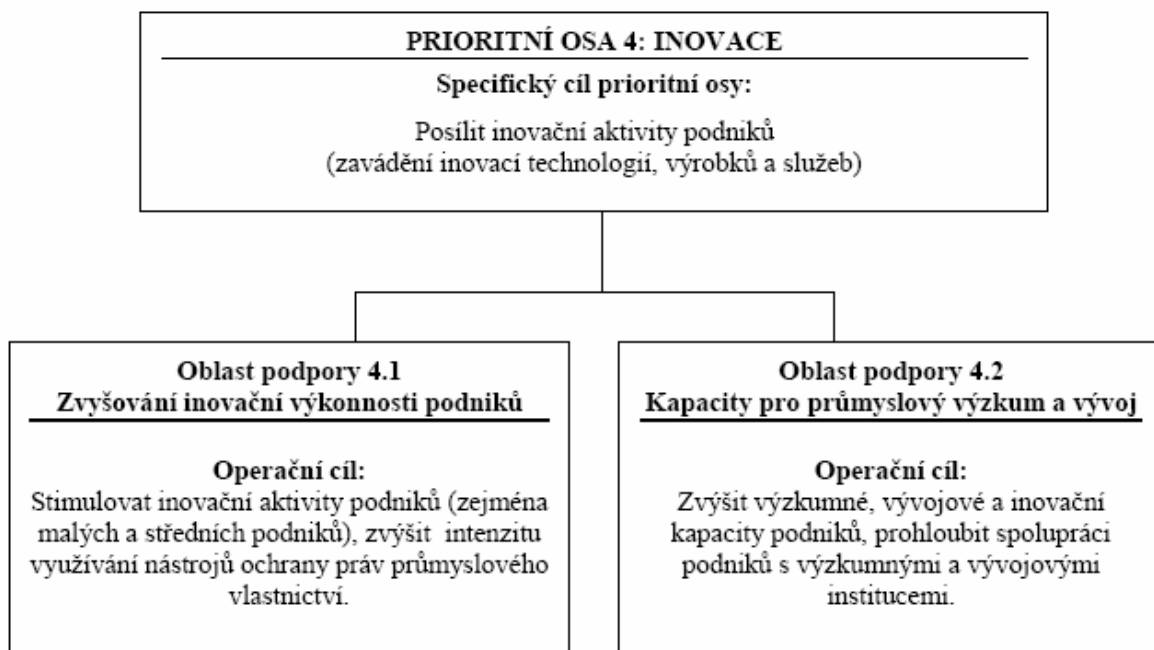 PRIORITNÍ OSA 4: INOVACE
Specifický cíl prioritní osy:
Posílit inovační aktivity podniků
(zavádění inovací technologií, výrobků a služeb)
Oblast podpory 4.1
Zvyšování inovační výkonnosti podniků
Operační cíl:
Stimulovat inovační aktivity podniků (zejména
malých a středních podniků), zvýšit intenzitu
využívání nástrojů ochrany práv průmyslového
vlastnictví.
Oblast podpory 4.2
Kapacity pro průmyslový výzkum a vývoj
Operační cíl:
Zvýšit výzkumné, vývojové a inovační
kapacity podniků, prohloubit spolupráci
podniků s výzkumnými a vývojovými
institucemi.